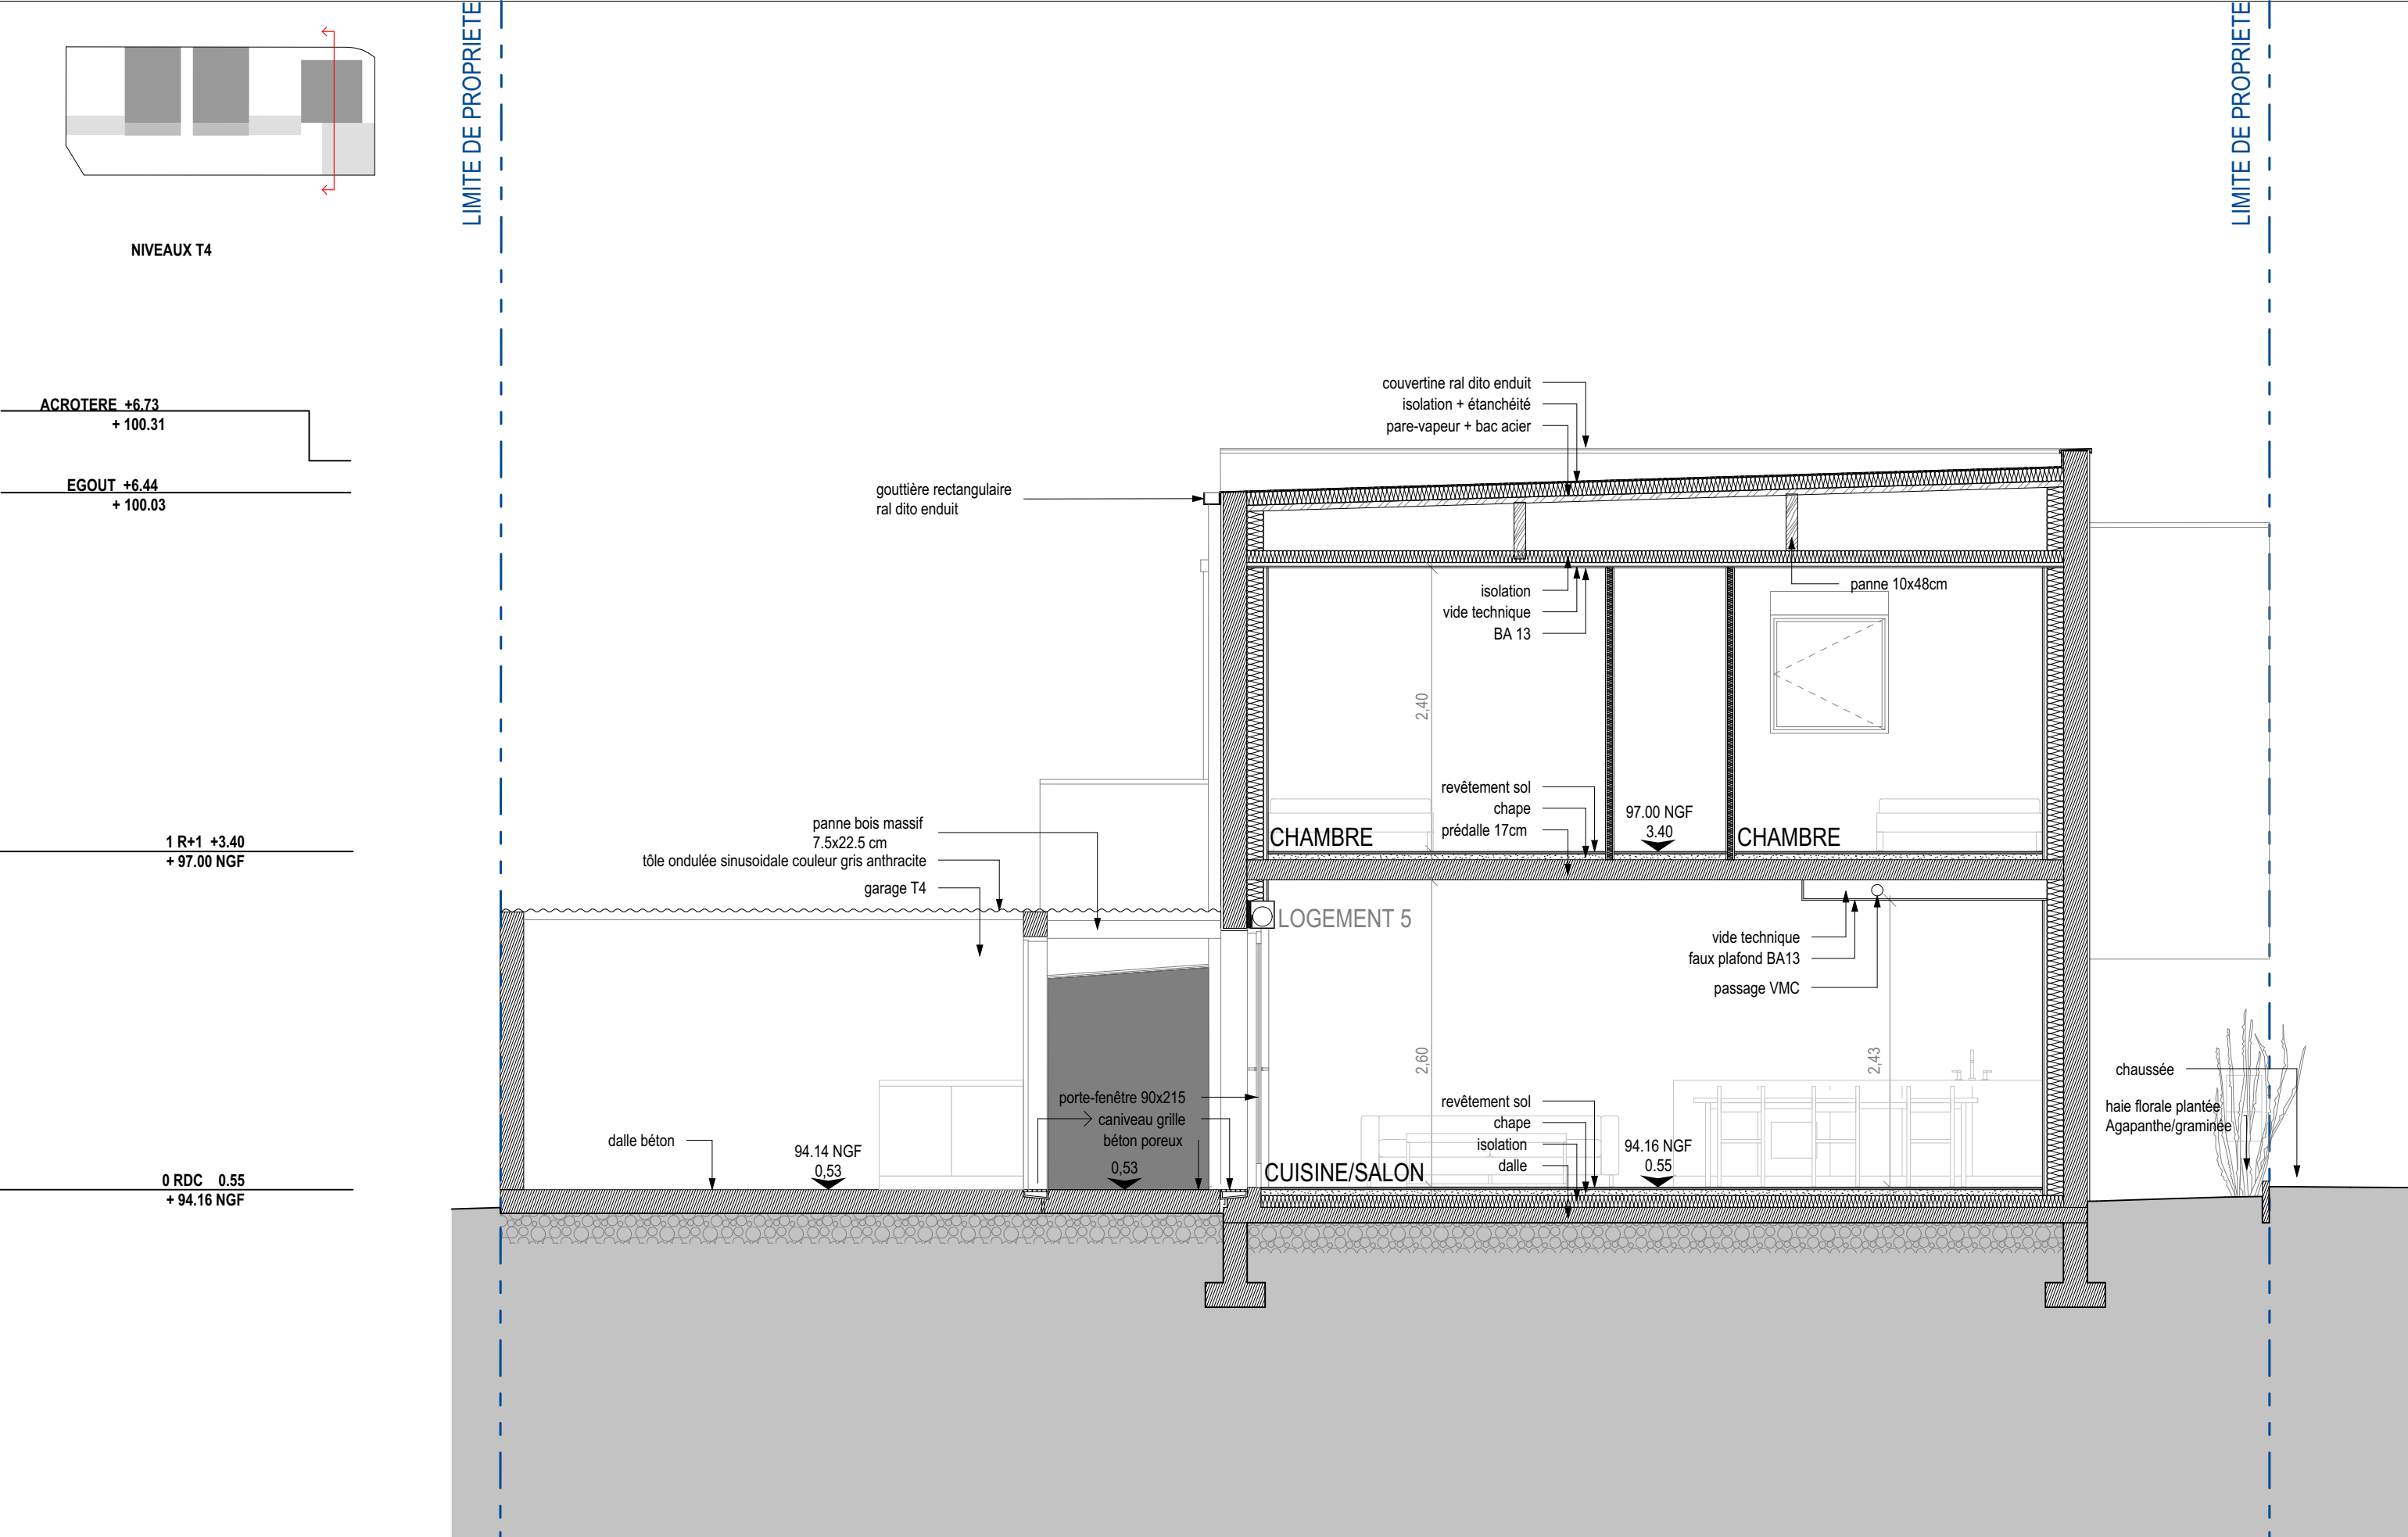 LIMITE DE PROPRIETE
LIMITE DE PROPRIETE
NIVEAUX T4
ACROTERE +6.73
+ 100.31
EGOUT +6.44
+ 100.03
1 R+1 +3.40
+ 97.00 NGF
0 RDC 0.55
+ 94.16 NGF
couvertine ral dito enduit
isolation + étanchéité
pare-vapeur + bac acier
gouttière rectangulaire
ral dito enduit
isolation
vide technique
BA 13
panne 10x48cm
2,40
revêtement sol
chape
prédalle 17cm
97.00 NGF
3.40
CHAMBRE
CHAMBRE
panne bois massif
7.5x22.5 cm
tôle ondulée sinusoidale couleur gris anthracite
garage T4
LOGEMENT 5
vide technique
faux plafond BA13
passage VMC
2,60
2,43
porte-fenêtre 90x215
caniveau grille
béton poreux
0,53
dalle béton
94.14 NGF
0,53
revêtement sol
chape
isolation
dalle
94.16 NGF
0.55
CUISINE/SALON
chaussée
haie florale plantée
Agapanthe/graminée